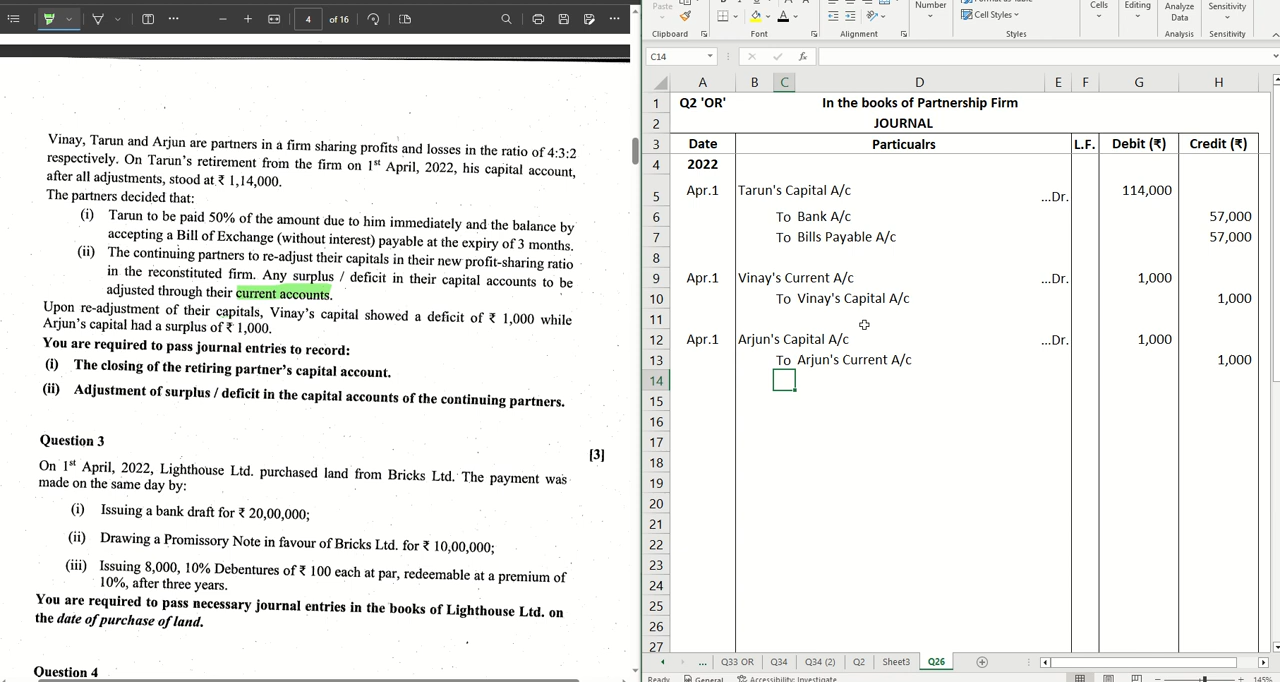 4 of 16
Vinay, Tarun and Arjun are partners in a firm sharing profits and losses in the ratio of 4:3:2
respectively. On Tarun's retirement from the firm on 1st April, 2022, his capital account,
after all adjustments, stood at ₹ 1,14,000.
The partners decided that:
(i) Tarun to be paid 50% of the amount due to him immediately and the balance by
accepting a Bill of Exchange (without interest) payable at the expiry of 3 months.
(ii) The continuing partners to re-adjust their capitals in their new profit-sharing ratio
in the reconstituted firm. Any surplus / deficit in their capital accounts to be
adjusted through their current accounts.
Upon re-adjustment of their capitals, Vinay's capital showed a deficit of ₹ 1,000 while
Arjun's capital had a surplus of ₹ 1,000.
You are required to pass journal entries to record:
(i) The closing of the retiring partner's capital account.
(ii) Adjustment of surplus / deficit in the capital accounts of the continuing partners.
Question 3
[3]
On 1st April, 2022, Lighthouse Ltd. purchased land from Bricks Ltd. The payment was
made on the same day by:
(i) Issuing a bank draft for ₹ 20,00,000;
(ii) Drawing a Promissory Note in favour of Bricks Ltd. for ₹ 10,00,000;
(iii) Issuing 8,000, 10% Debentures of ₹ 100 each at par, redeemable at a premium of
10%, after three years.
You are required to pass necessary journal entries in the books of Lighthouse Ltd. on
the date of purchase of land.
Question 4
Paste
Number
Cell Styles
Cells
Editing
Analyze
Data
Sensitivity
Clipboard Font Alignment Styles Analysis Sensitivity
C14 fx
A B C D E F G H
1 Q2 'OR' In the books of Partnership Firm
2 JOURNAL
3 Date Particualrs L.F. Debit (₹) Credit (₹)
4 2022
5 Apr.1 Tarun's Capital A/c ...Dr. 114,000
6 To Bank A/c 57,000
7 To Bills Payable A/c 57,000
8
9 Apr.1 Vinay's Current A/c ...Dr. 1,000
10 To Vinay's Capital A/c 1,000
11
12 Apr.1 Arjun's Capital A/c ...Dr. 1,000
13 To Arjun's Current A/c 1,000
14
15
16
17
18
19
20
21
22
23
24
25
26
27
... Q33 OR Q34 Q34 (2) Q2 Sheet3 Q26
Ready General Accessibility: Investigate 145%